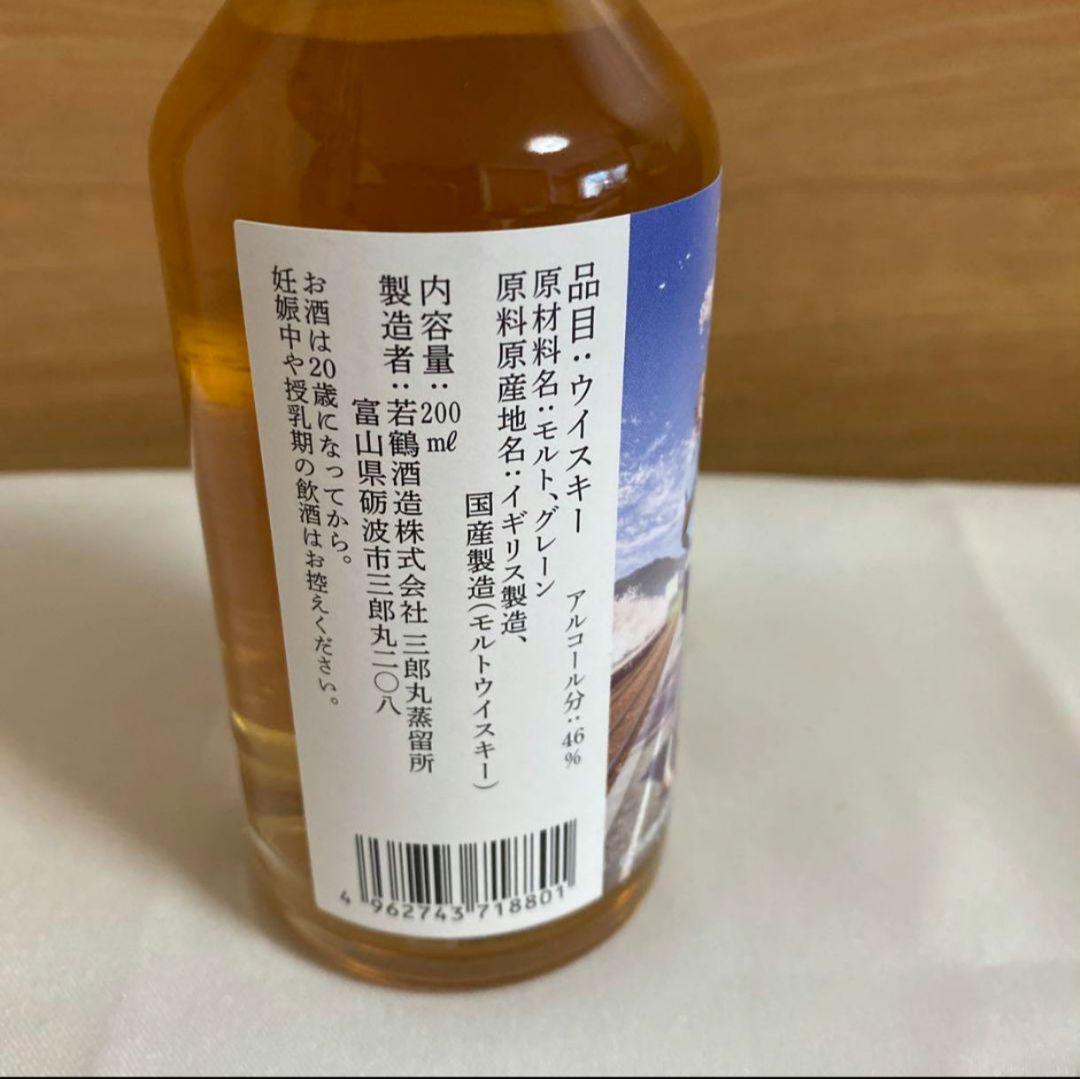 品目：ウイスキー　アルコール分：46％
原材料名：モルト、グレーン
原料原産地名：イギリス製造、
国産製造（モルトウイスキー）
内容量：200㎖
製造者：若鶴酒造株式会社 三郎丸蒸留所
富山県砺波市三郎丸二〇八
お酒は20歳になってから。
妊娠中や授乳期の飲酒はお控えください。
4 962743 718801